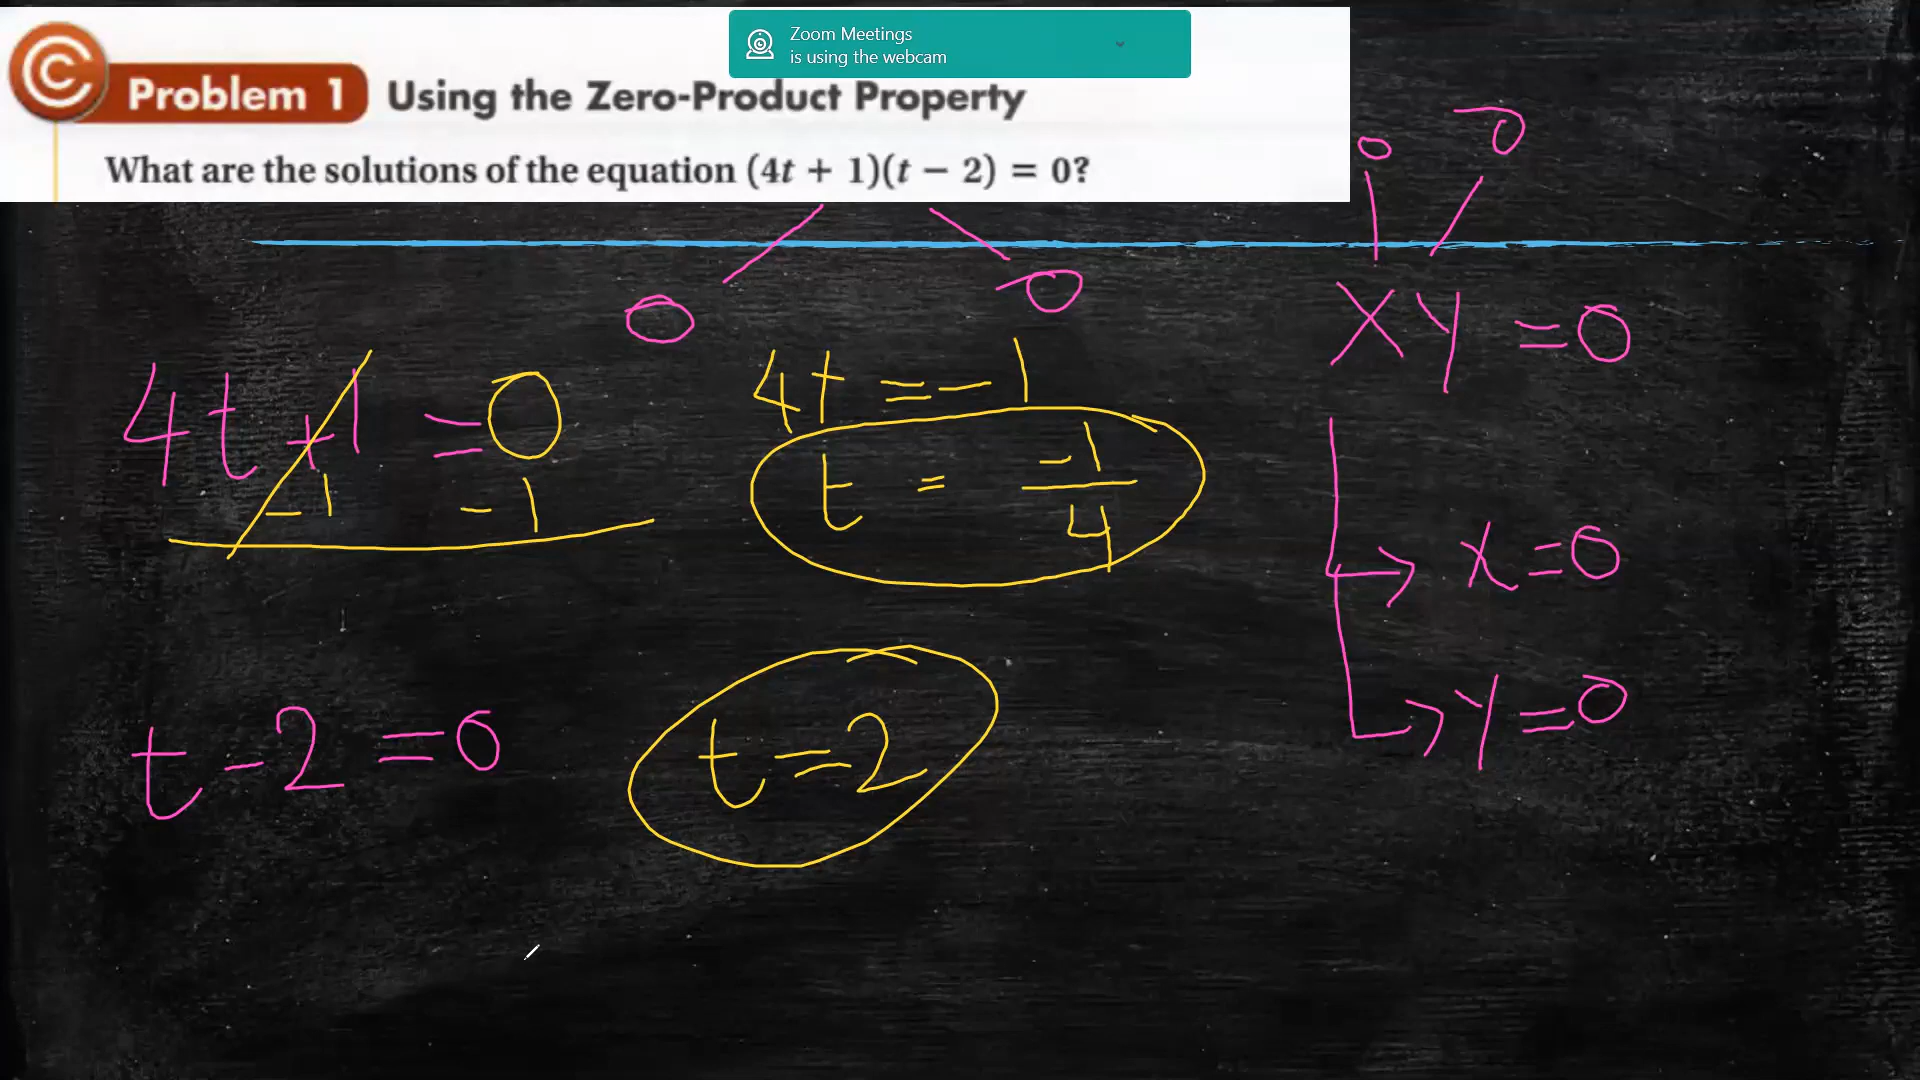 Zoom Meetings
is using the webcam
Problem 1 Using the Zero-Product Property
What are the solutions of the equation (4t + 1)(t − 2) = 0?
0 0
0 0
XY = 0
4t + 1 = 0
-1 -1
4t = -1
t = -1/4
x = 0
t - 2 = 0
t = 2
y = 0